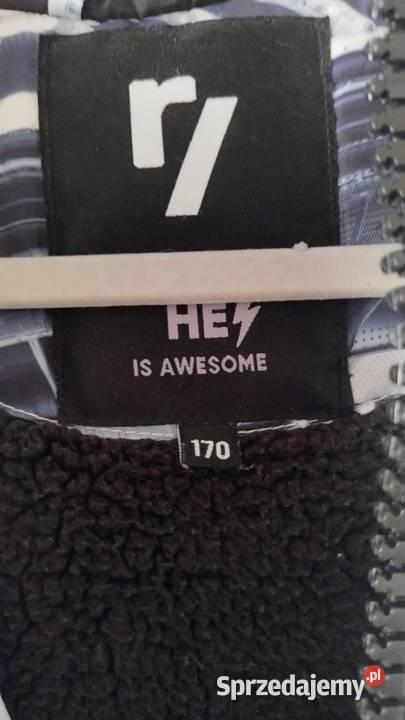 r/
HE⚡
IS AWESOME
170
Sprzedajemy.pl